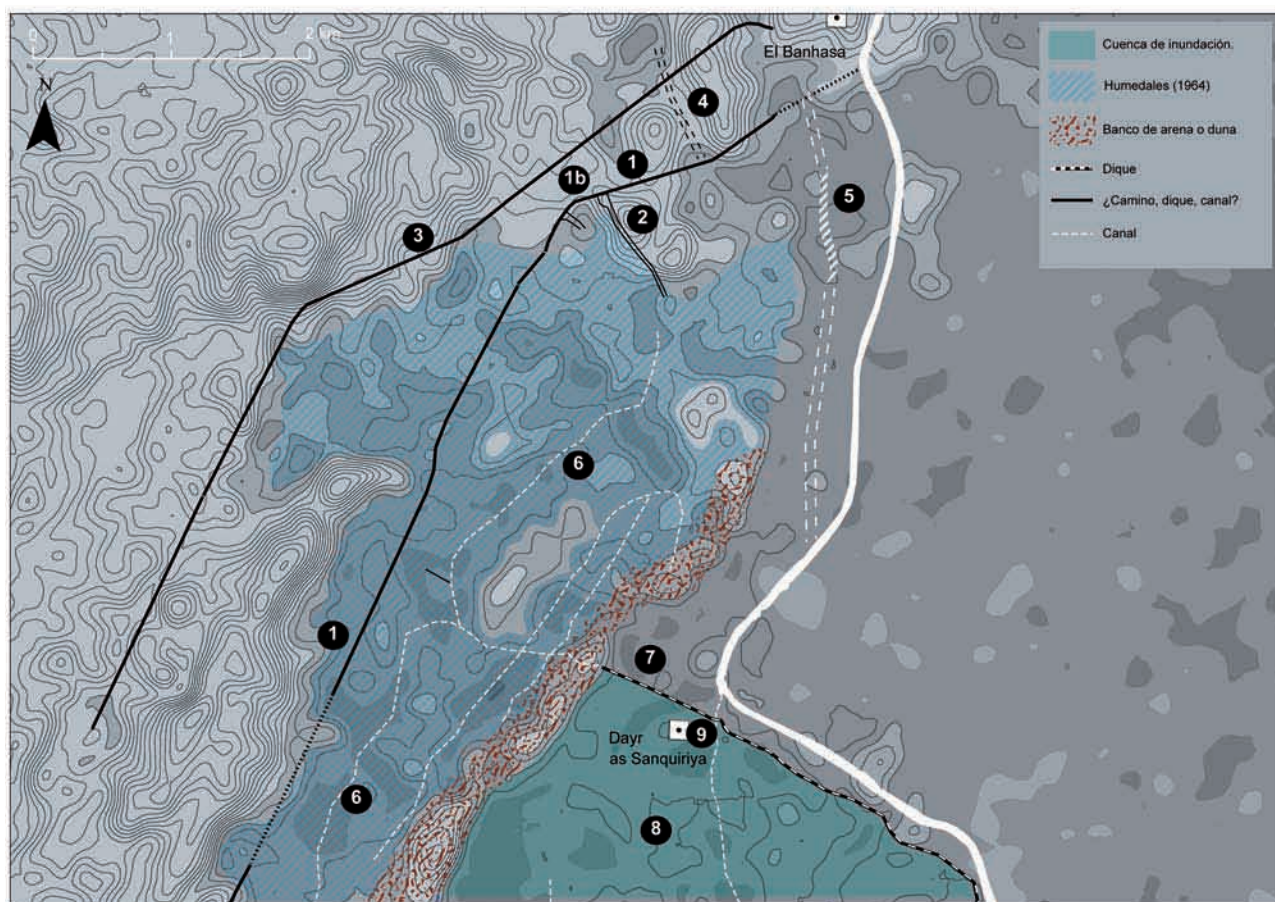 0 1 2 km
N
El Banhasa
Cuenca de inundación.
Humedales (1964)
Banco de arena o duna
Dique
¿Camino, dique, canal?
Canal
4
1
1b
2
5
3
6
1
7
Dayr
as Sanquiriya
9
6
8